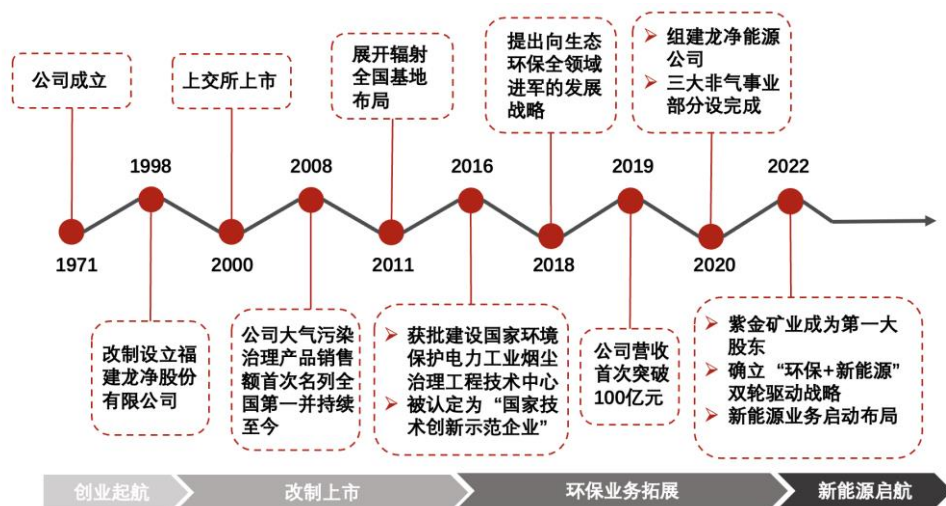 公司成立
上交所上市
展开辐射
全国基地
布局
提出向生态
环保全领域
进军的发展
战略
组建龙净能源
公司
三大非气事业
部分设完成
1998
2008
2016
2019
2022
1971
2000
2011
2018
2020
改制设立福
建龙净股份
有限公司
公司大气污染
治理产品销售
额首次名列全
国第一并持续
至今
获批建设国家环境
保护电力工业烟尘
治理工程技术中心
被认定为“国家技
术创新示范企业”
公司营收
首次突破
100亿元
紫金矿业成为第一大
股东
确立“环保+新能源”
双轮驱动战略
新能源业务启动布局
创业起航
改制上市
环保业务拓展
新能源启航